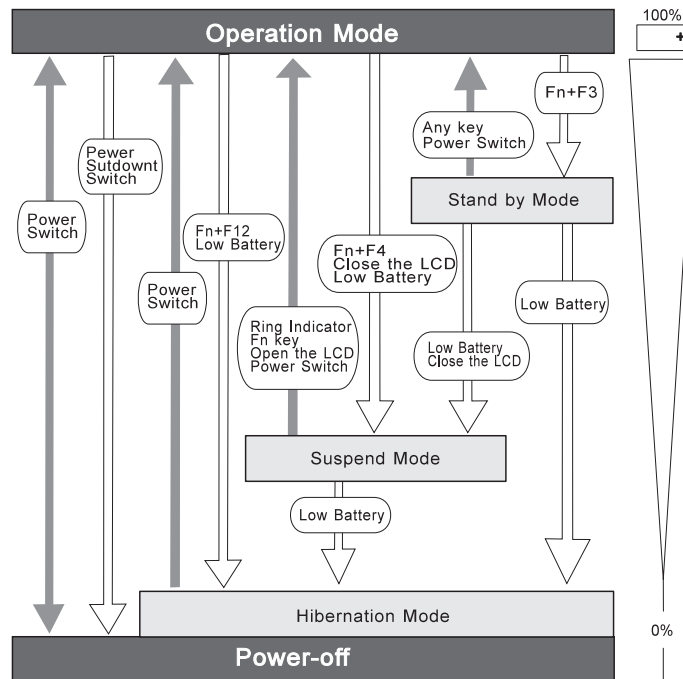 Operation Mode
100%
+
Fn+F3
Any key
Power Switch
Pewer
Sutdownt
Switch
Stand by Mode
Power
Switch
Fn+F12
Low Battery
Fn+F4
Close the LCD
Low Battery
Power
Switch
Low Battery
Ring Indicator
Fn key
Open the LCD
Power Switch
Low Battery
Close the LCD
Suspend Mode
Low Battery
Hibernation Mode
0%
Power-off